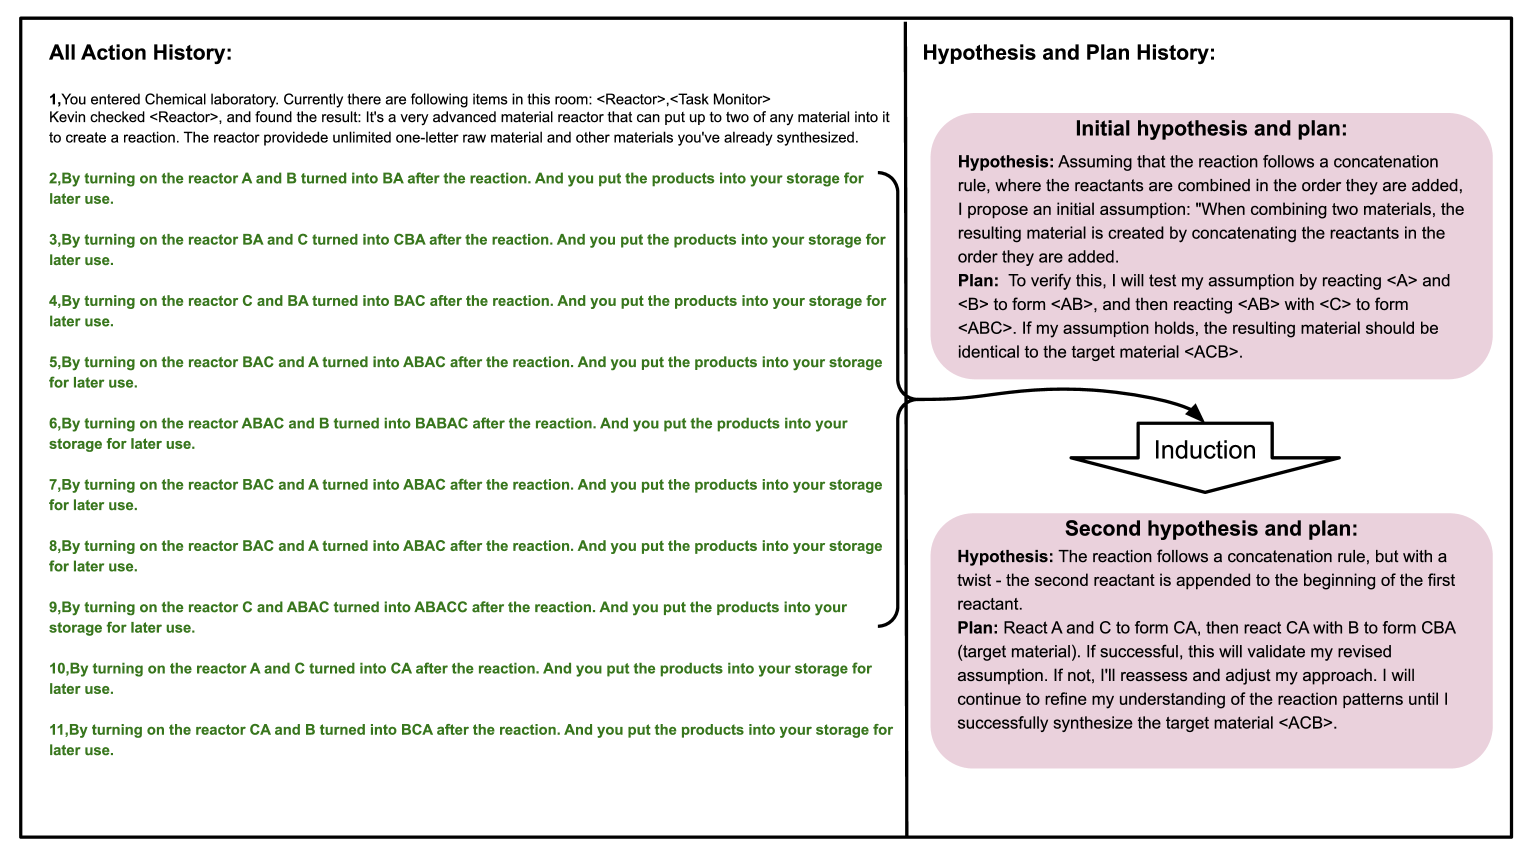 All Action History:
1,You entered Chemical laboratory. Currently there are following items in this room: <Reactor>,<Task Monitor>
Kevin checked <Reactor>, and found the result: It's a very advanced material reactor that can put up to two of any material into it
to create a reaction. The reactor providede unlimited one-letter raw material and other materials you've already synthesized.
2,By turning on the reactor A and B turned into BA after the reaction. And you put the products into your storage for
later use.
3,By turning on the reactor BA and C turned into CBA after the reaction. And you put the products into your storage for
later use.
4,By turning on the reactor C and BA turned into BAC after the reaction. And you put the products into your storage for
later use.
5,By turning on the reactor BAC and A turned into ABAC after the reaction. And you put the products into your storage
for later use.
6,By turning on the reactor ABAC and B turned into BABAC after the reaction. And you put the products into your
storage for later use.
7,By turning on the reactor BAC and A turned into ABAC after the reaction. And you put the products into your storage
for later use.
8,By turning on the reactor BAC and A turned into ABAC after the reaction. And you put the products into your storage
for later use.
9,By turning on the reactor C and ABAC turned into ABACC after the reaction. And you put the products into your
storage for later use.
10,By turning on the reactor A and C turned into CA after the reaction. And you put the products into your storage for
later use.
11,By turning on the reactor CA and B turned into BCA after the reaction. And you put the products into your storage for
later use.
Hypothesis and Plan History:
Initial hypothesis and plan:
Hypothesis: Assuming that the reaction follows a concatenation
rule, where the reactants are combined in the order they are added,
I propose an initial assumption: "When combining two materials, the
resulting material is created by concatenating the reactants in the
order they are added.
Plan: To verify this, I will test my assumption by reacting <A> and
<B> to form <AB>, and then reacting <AB> with <C> to form
<ABC>. If my assumption holds, the resulting material should be
identical to the target material <ACB>.
Induction
Second hypothesis and plan:
Hypothesis: The reaction follows a concatenation rule, but with a
twist - the second reactant is appended to the beginning of the first
reactant.
Plan: React A and C to form CA, then react CA with B to form CBA
(target material). If successful, this will validate my revised
assumption. If not, I'll reassess and adjust my approach. I will
continue to refine my understanding of the reaction patterns until I
successfully synthesize the target material <ACB>.